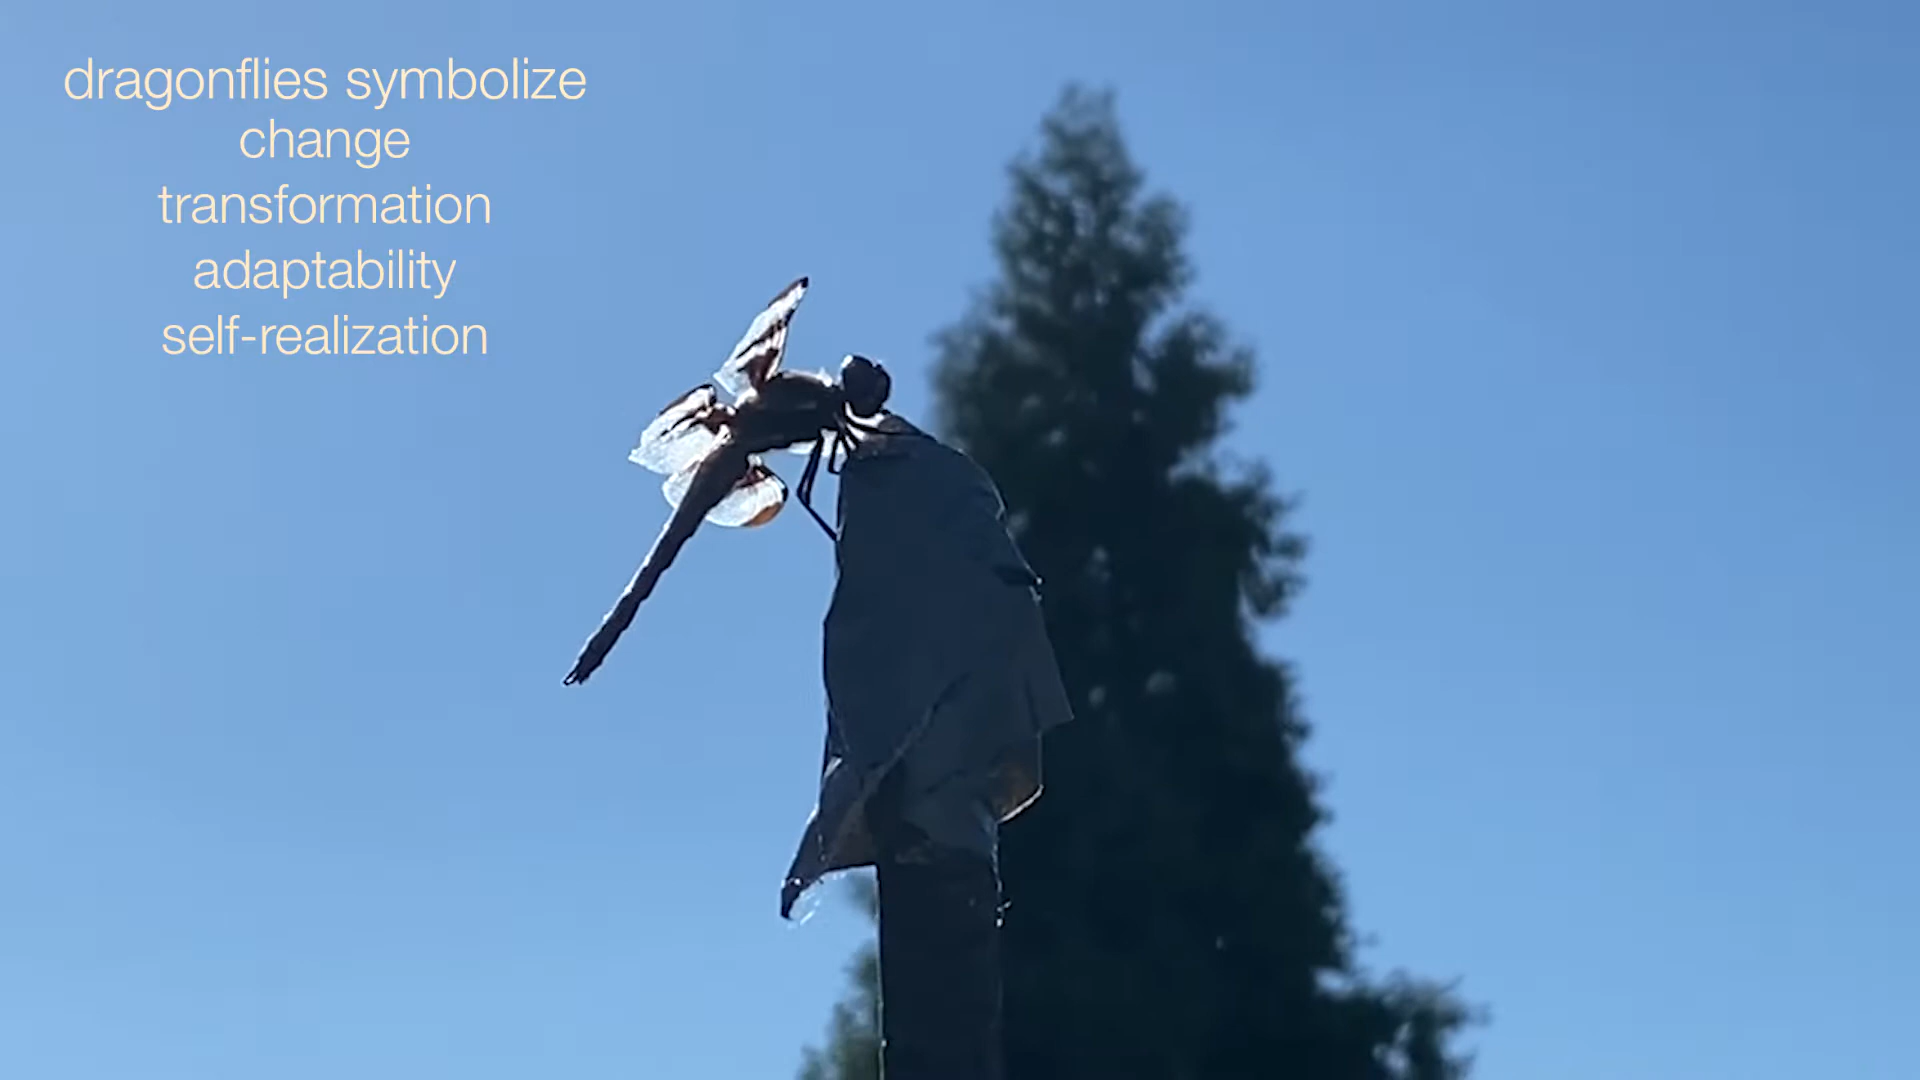 dragonflies symbolize
change
transformation
adaptability
self-realization